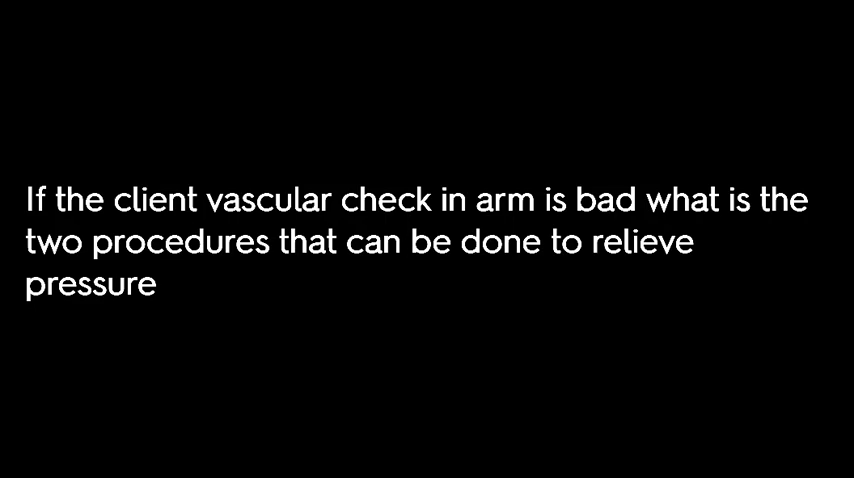 If the client vascular check in arm is bad what is the
two procedures that can be done to relieve
pressure